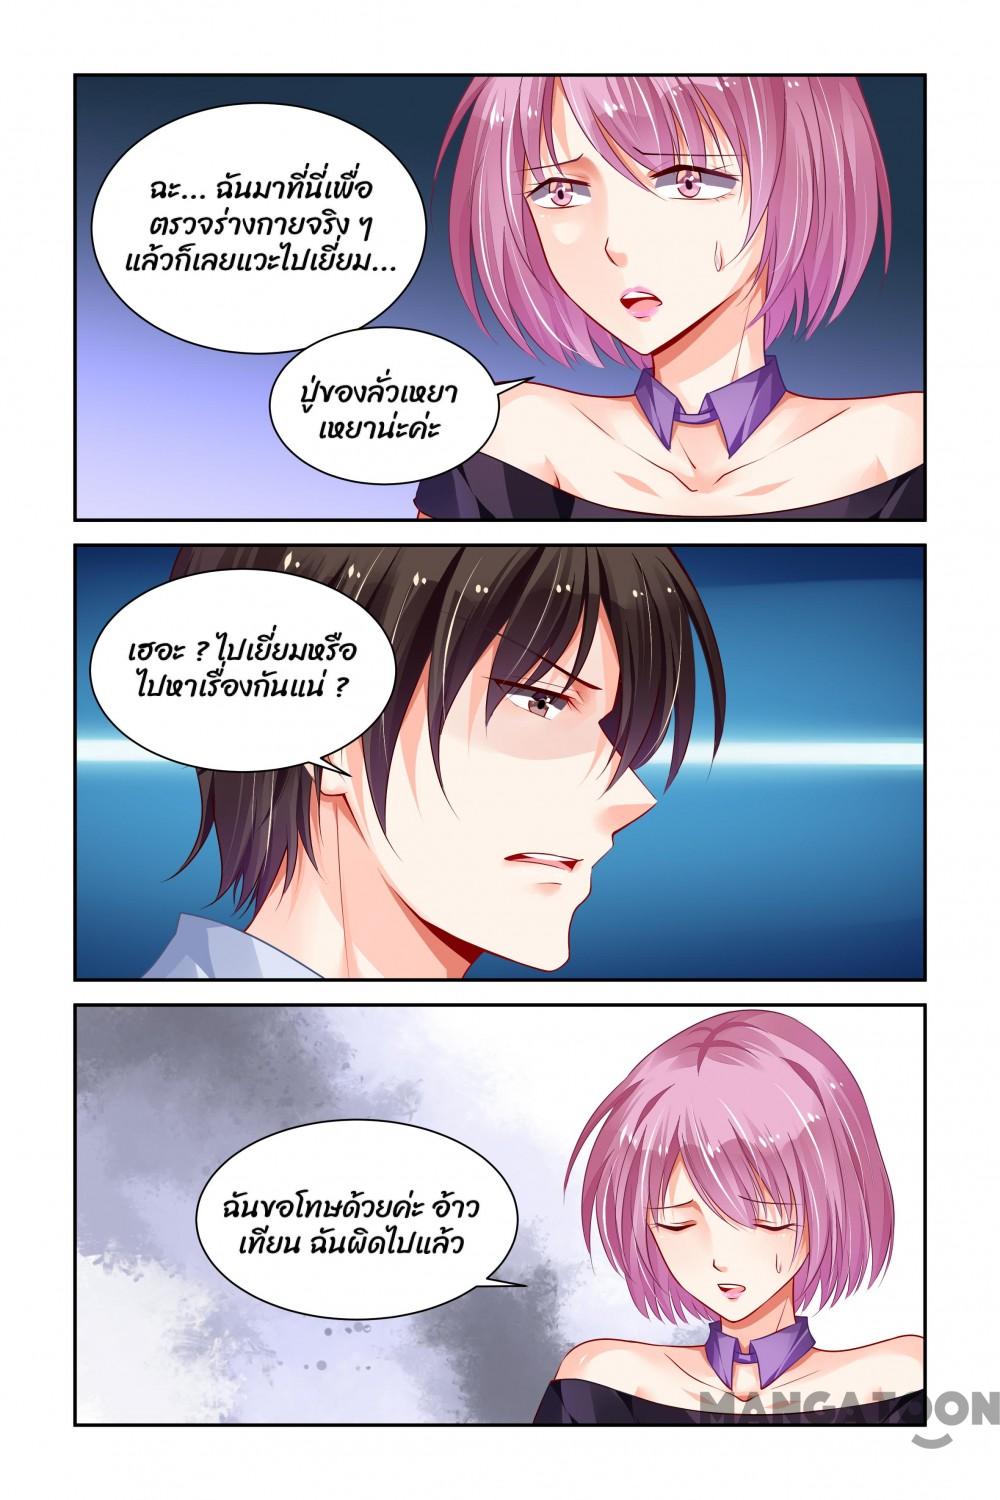 ฉะ... ฉันมาที่นี่เพื่อ
ตรวจร่างกายจริง ๆ
แล้วก็เลยแวะไปเยี่ยม...
ปู่ของลั่วเหยา
เหยาน่ะค่ะ
เฮอะ ? ไปเยี่ยมหรือ
ไปหาเรื่องกันแน่ ?
ฉันขอโทษด้วยค่ะ อ้าว
เทียน ฉันผิดไปแล้ว
MANGATOON